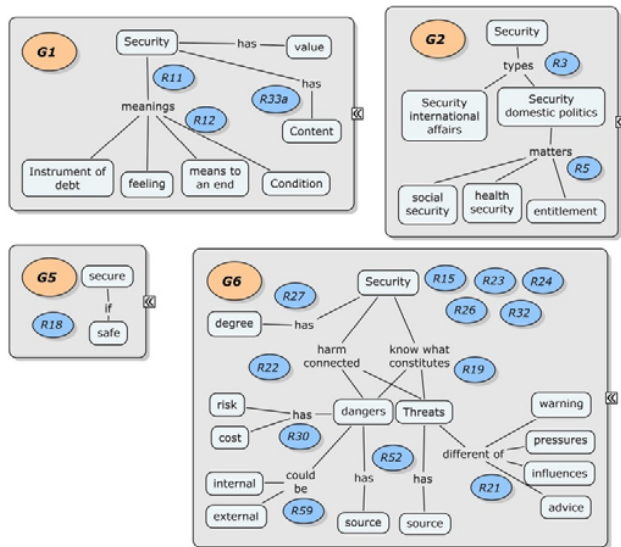 G1
Security
has
value
R11
has
meanings
R33a
R12
Content
Instrument of
debt
feeling
means to
an end
Condition
G2
Security
types
R3
Security
international
affairs
Security
domestic politics
matters
R5
social
security
health
security
entitlement
G5
secure
if
R18
safe
G6
Security
R15
R23
R24
R27
R26
R32
degree
has
harm
connected
know what
constitutes
R22
R19
risk
has
dangers
Threats
warning
cost
R30
pressures
different of
R52
internal
could
be
has
has
influences
R21
external
R59
advice
source
source